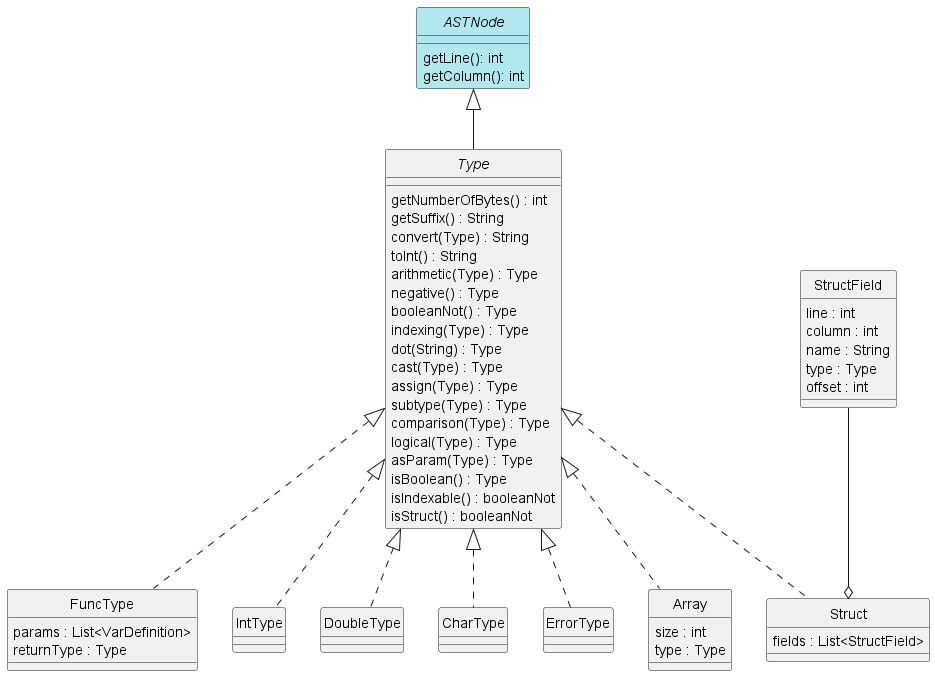 ASTNode
getLine(): int
getColumn(): int
Type
getNumberOfBytes() : int
getSuffix() : String
convert(Type) : String
toInt() : String
arithmetic(Type) : Type
negative() : Type
booleanNot() : Type
indexing(Type) : Type
dot(String) : Type
cast(Type) : Type
assign(Type) : Type
subtype(Type) : Type
comparison(Type) : Type
logical(Type) : Type
asParam(Type) : Type
isBoolean() : Type
isIndexable() : booleanNot
isStruct() : booleanNot
StructField
line : int
column : int
name : String
type : Type
offset : int
FuncType
params : List<VarDefinition>
returnType : Type
IntType
DoubleType
CharType
ErrorType
Array
size : int
type : Type
Struct
fields : List<StructField>